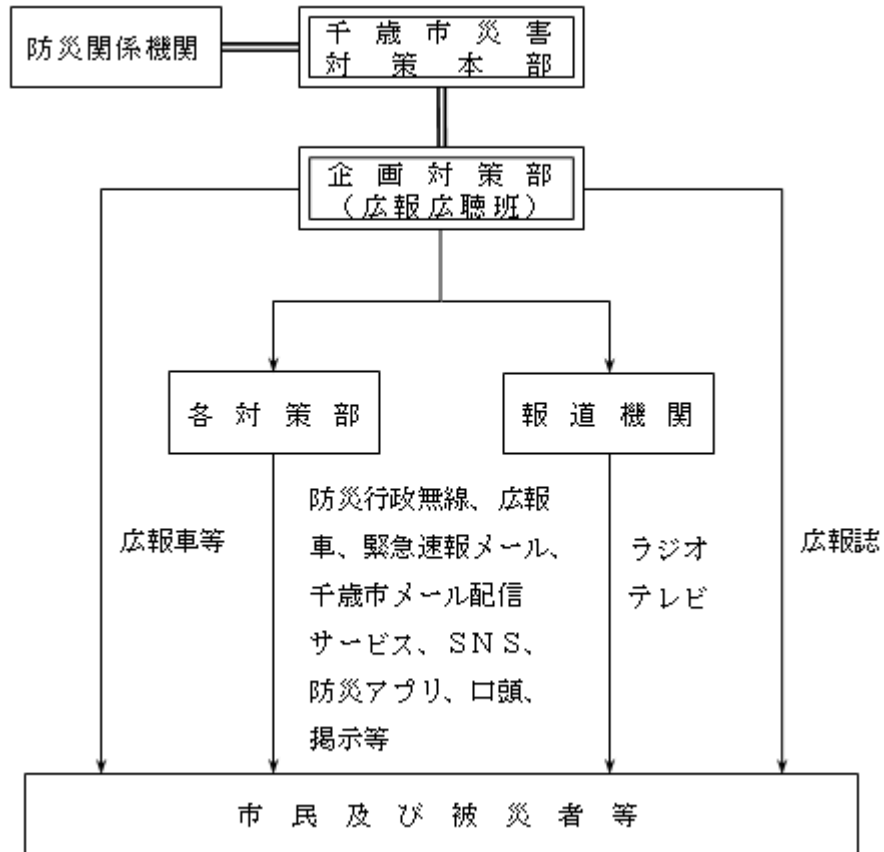 防災関係機関
千歳市災害
対策本部
企画対策部
（広報広聴班）
各対策部
報道機関
広報車等
防災行政無線、広報
車、緊急速報メール、
千歳市メール配信
サービス、ＳＮＳ、
防災アプリ、口頭、
掲示等
ラジオ
テレビ
広報誌
市民及び被災者等